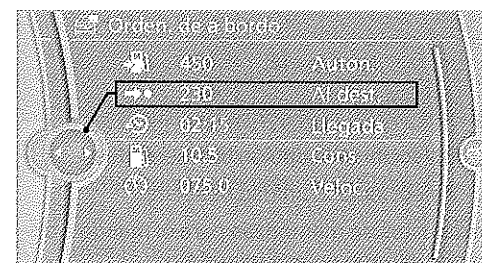 Orden. de a bordo
450 Auton.
230 Al dest.
02:15 Llegada
10.5 Cons.
075.0 Veloc.